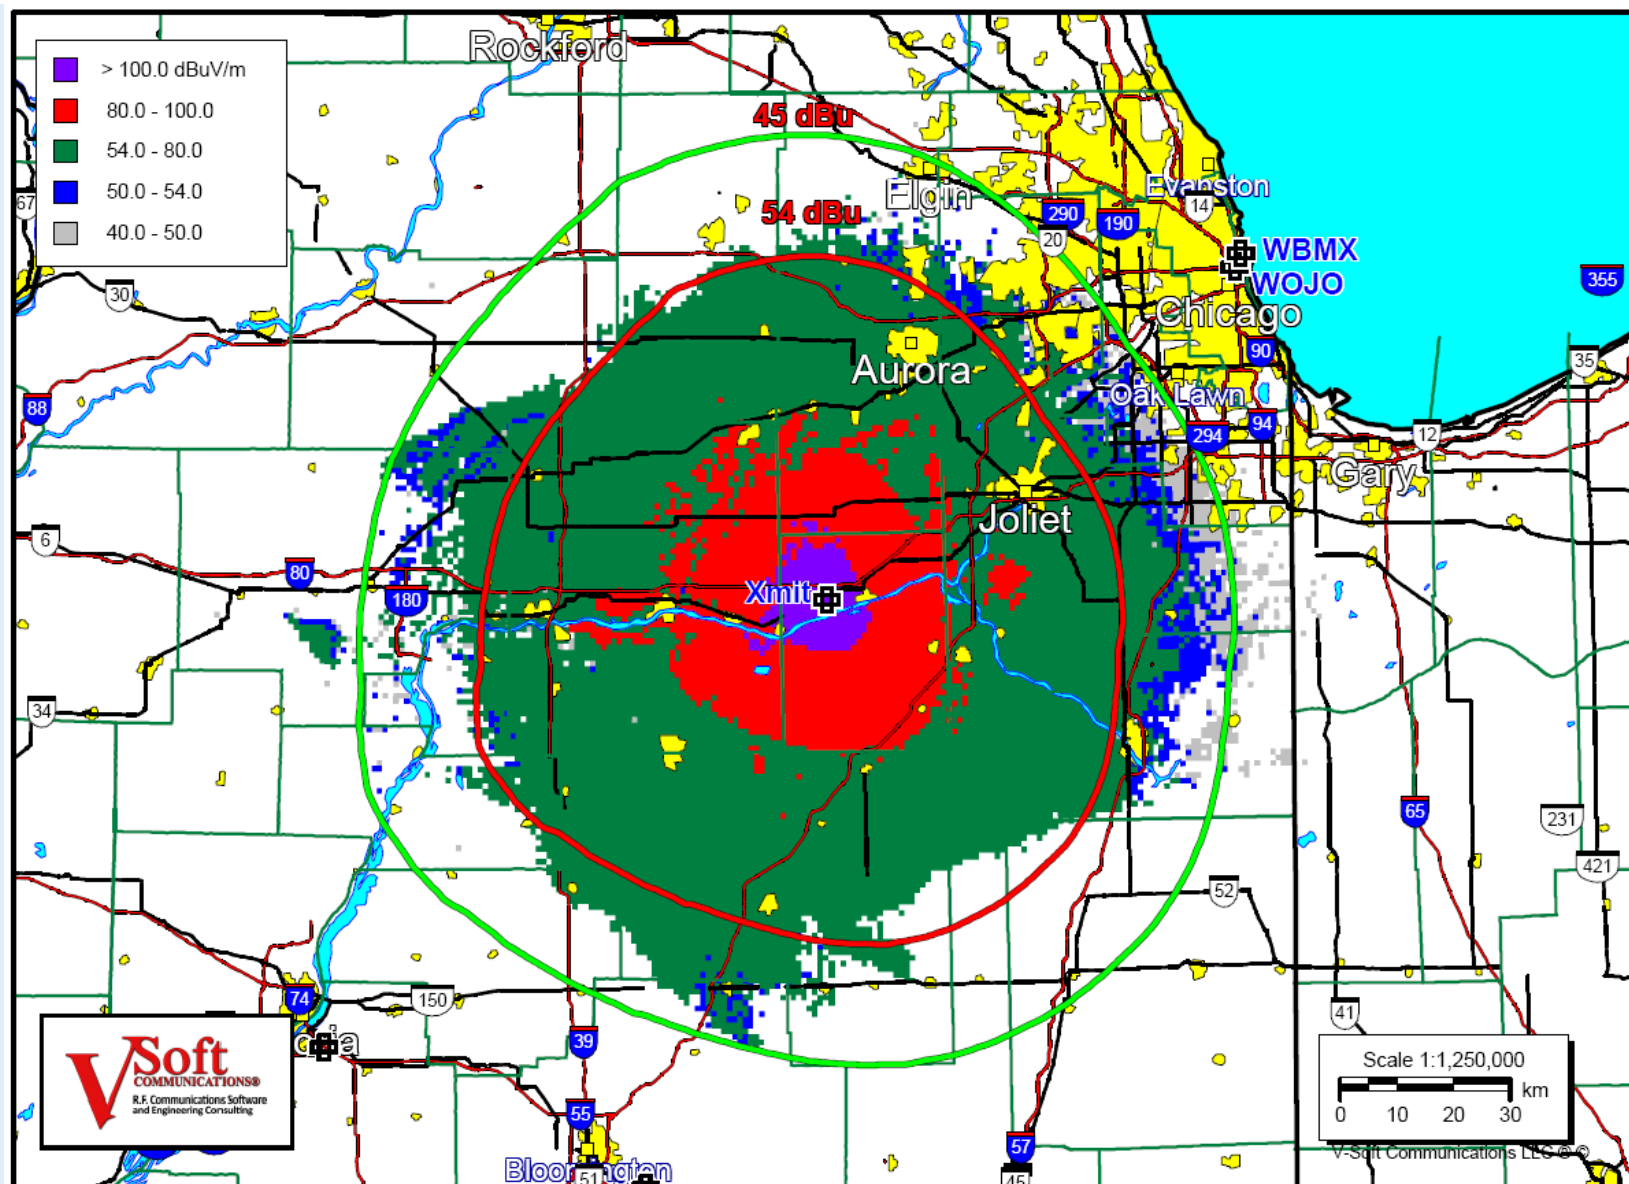 Rockford
> 100.0 dBuV/m
80.0 - 100.0
54.0 - 80.0
50.0 - 54.0
40.0 - 50.0
45 dBu
54 dBu
Elgin
Evanston
67
290
190
14
20
WBMX
WOJO
355
30
Chicago
90
35
Aurora
88
Oak Lawn
294
94
12
Gary
Joliet
6
80
180
Xmit
34
65
231
421
52
74
150
41
39
VSoft
COMMUNICATIONS®
R.F. Communications Software
and Engineering Consulting
Scale 1:1,250,000
km
0 10 20 30
55
57
V-Soft Communications LLC ® ©
Bloomington
51
45